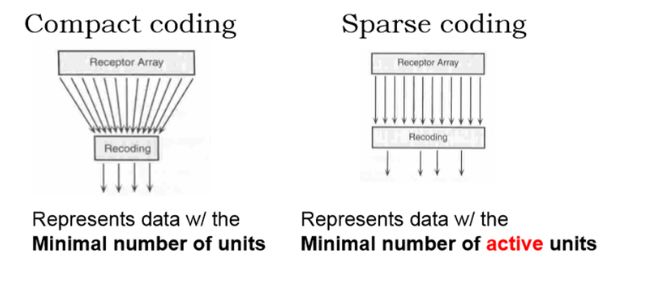 Compact coding
Receptor Array
Recoding
Represents data w/ the
Minimal number of units
Sparse coding
Receptor Array
Recoding
Represents data w/ the
Minimal number of active units